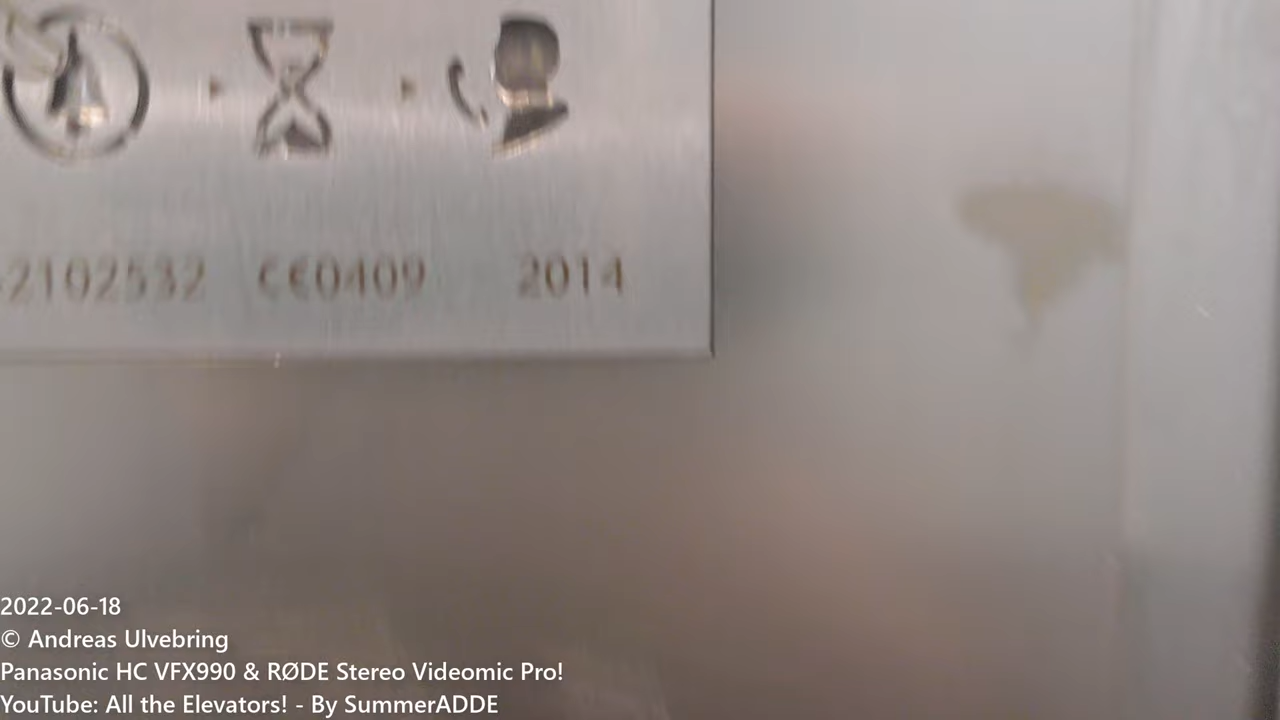 -2102532 CE0409 2014
2022-06-18
© Andreas Ulvebring
Panasonic HC VFX990 & RØDE Stereo Videomic Pro!
YouTube: All the Elevators! - By SummerADDE